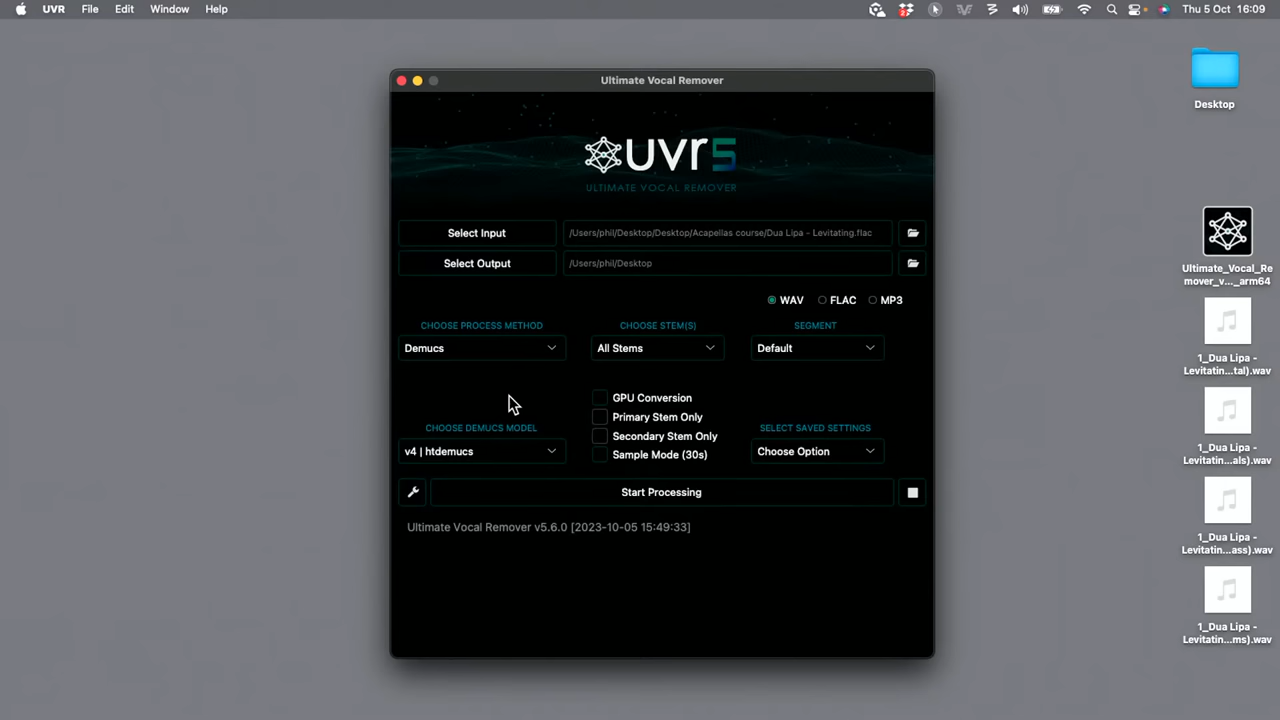 UVR File Edit Window Help
Thu 5 Oct 16:09
Ultimate Vocal Remover
uvr5
ULTIMATE VOCAL REMOVER
Select Input
/Users/phil/Desktop/Desktop/Acapellas course/Dua Lipa - Levitating.flac
Select Output
/Users/phil/Desktop
WAV FLAC MP3
CHOOSE PROCESS METHOD
Demucs
CHOOSE STEM(S)
All Stems
SEGMENT
Default
GPU Conversion
Primary Stem Only
Secondary Stem Only
Sample Mode (30s)
CHOOSE DEMUCS MODEL
v4 | htdemucs
SELECT SAVED SETTINGS
Choose Option
Start Processing
Ultimate Vocal Remover v5.6.0 [2023-10-05 15:49:33]
Desktop
Ultimate_Vocal_Re
mover_v..._arm64
1_Dua Lipa -
Levitatin...tal).wav
1_Dua Lipa -
Levitatin...als).wav
1_Dua Lipa -
Levitatin...ass).wav
1_Dua Lipa -
Levitatin...ms).wav